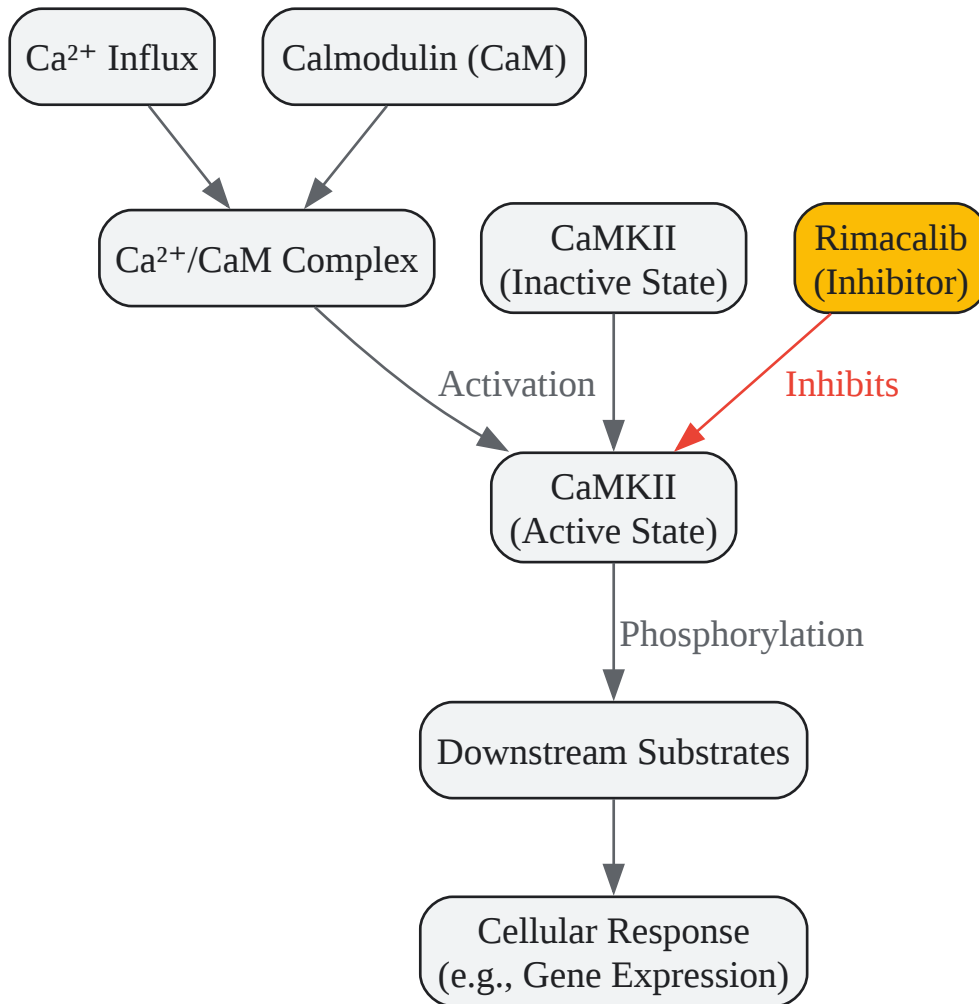 Ca²⁺ Influx
Calmodulin (CaM)
Ca²⁺/CaM Complex
CaMKII
(Inactive State)
Rimacalib
(Inhibitor)
Activation
Inhibits
CaMKII
(Active State)
Phosphorylation
Downstream Substrates
Cellular Response
(e.g., Gene Expression)